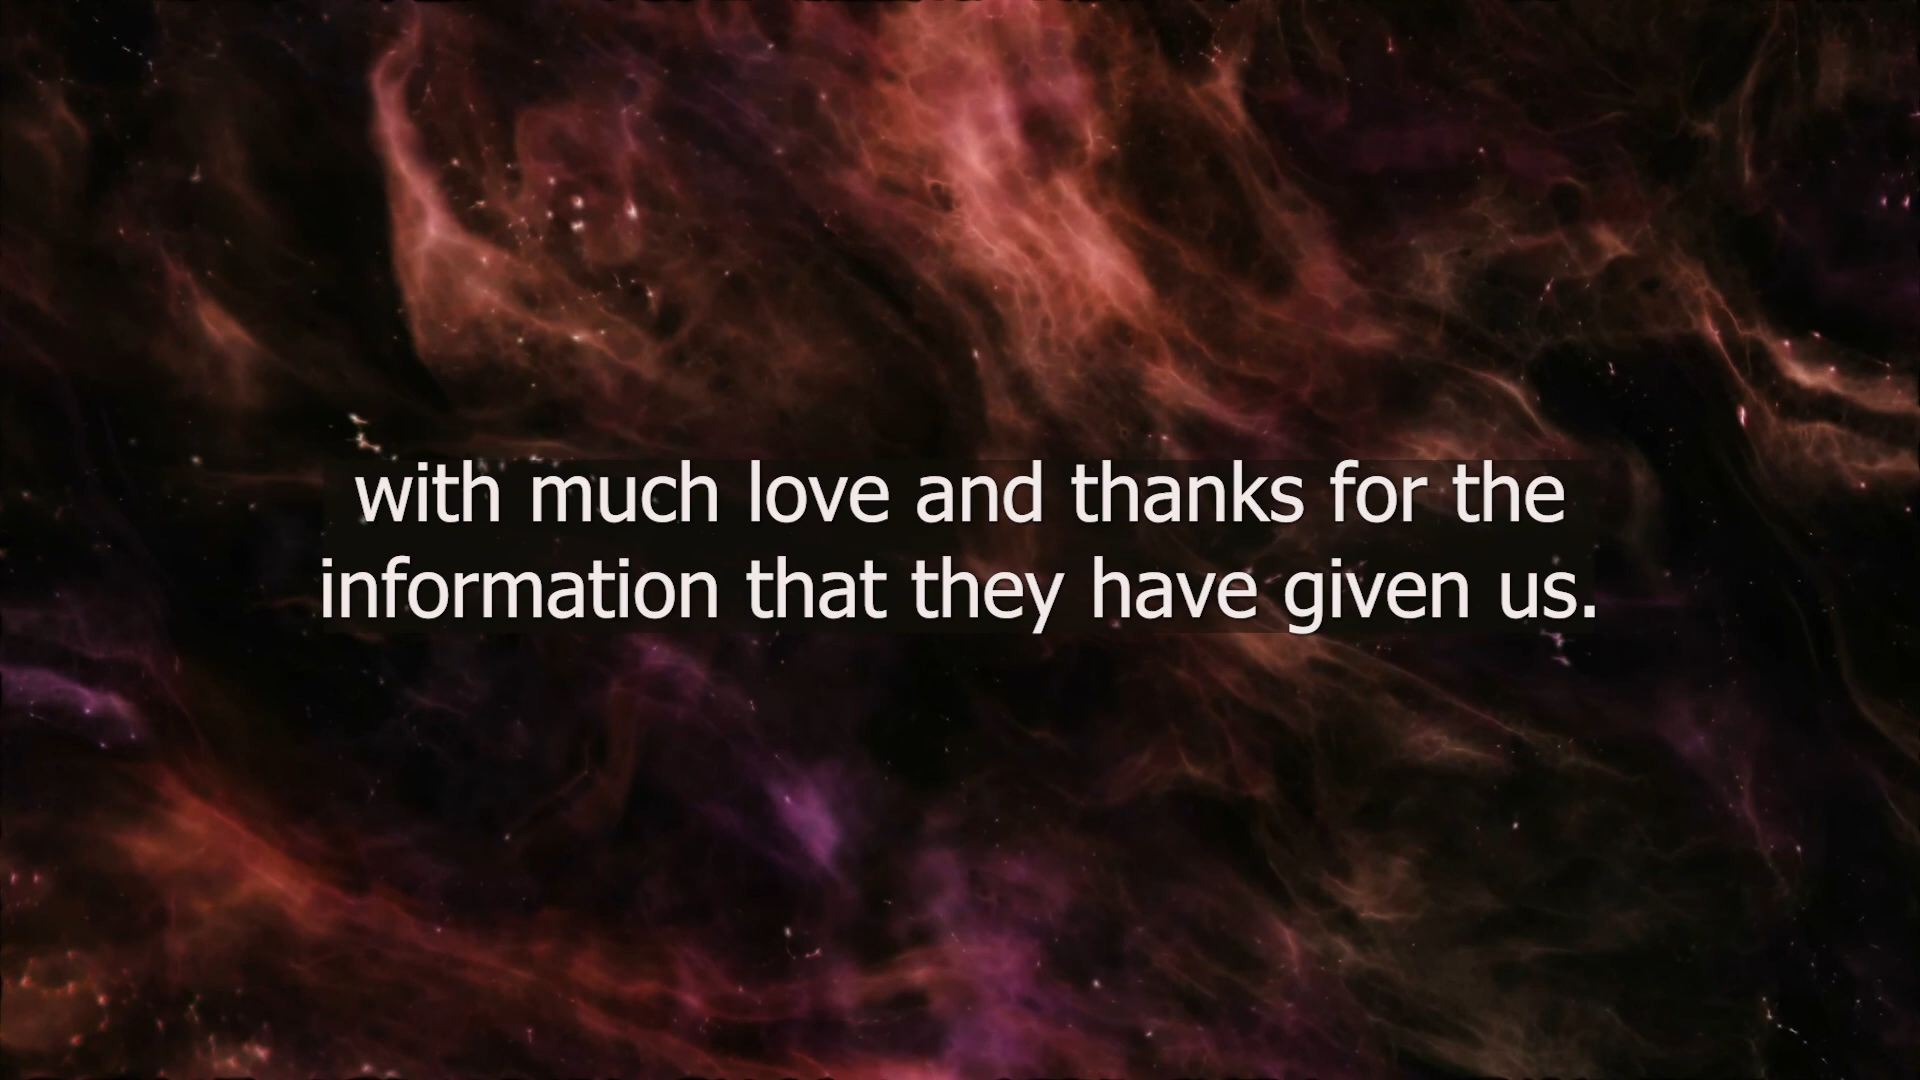 with much love and thanks for the
information that they have given us.